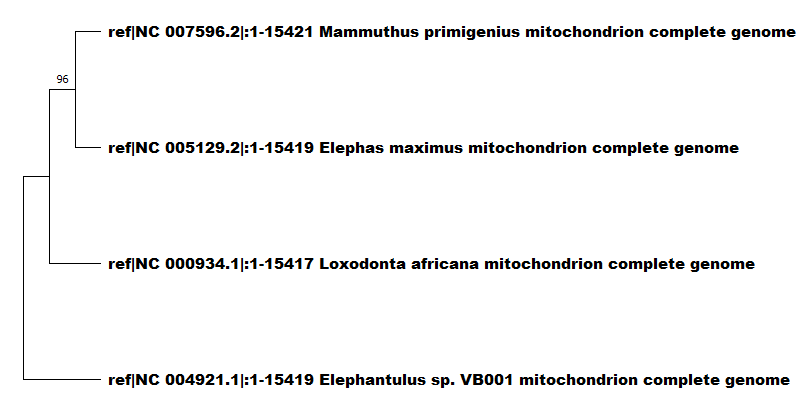 ref|NC 007596.2|:1-15421 Mammuthus primigenius mitochondrion complete genome
96
ref|NC 005129.2|:1-15419 Elephas maximus mitochondrion complete genome
ref|NC 000934.1|:1-15417 Loxodonta africana mitochondrion complete genome
ref|NC 004921.1|:1-15419 Elephantulus sp. VB001 mitochondrion complete genome